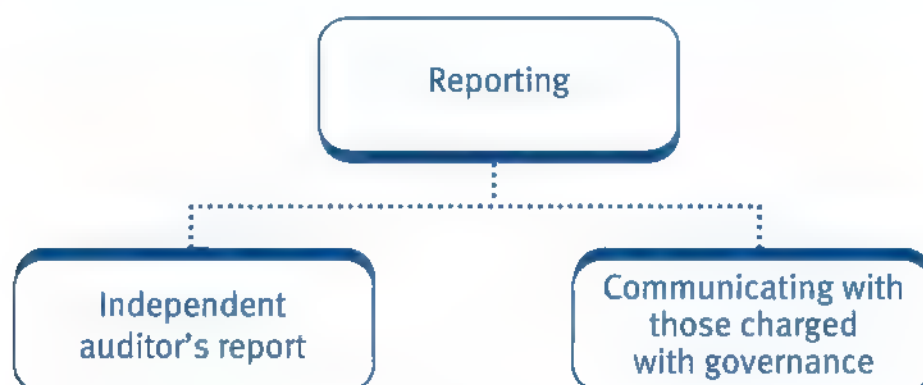 Reporting
Independent
auditor's report
Communicating with
those charged
with governance